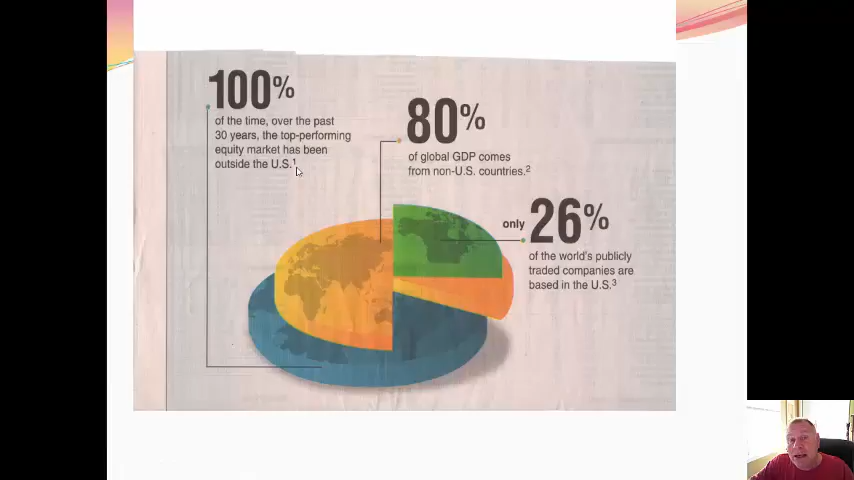 100%
of the time, over the past
30 years, the top-performing
equity market has been
outside the U.S.¹
80%
of global GDP comes
from non-U.S. countries.²
only 26%
of the world's publicly
traded companies are
based in the U.S.³